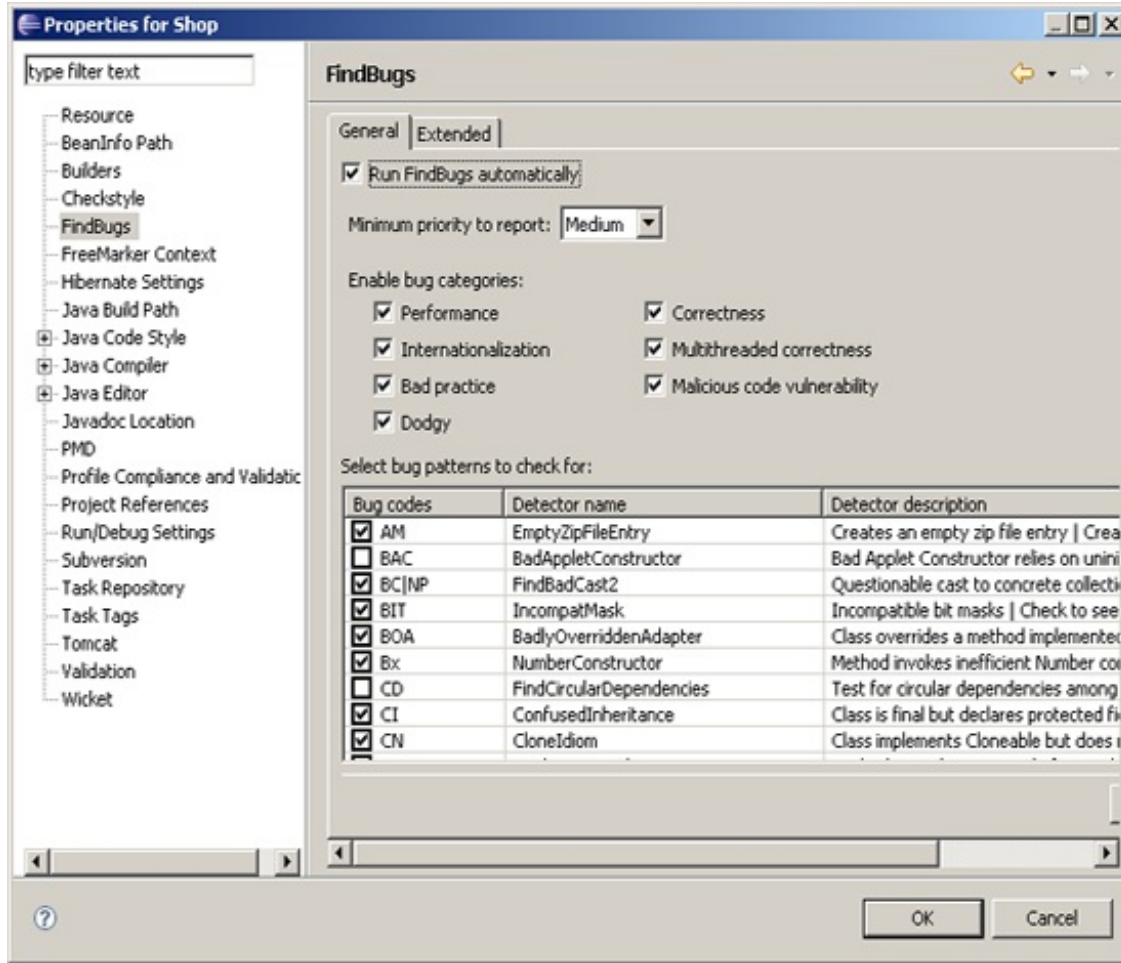 Properties for Shop
type filter text
Resource
BeanInfo Path
Builders
Checkstyle
FindBugs
FreeMarker Context
Hibernate Settings
Java Build Path
Java Code Style
Java Compiler
Java Editor
Javadoc Location
PMD
Profile Compliance and Validatic
Project References
Run/Debug Settings
Subversion
Task Repository
Task Tags
Tomcat
Validation
Wicket
FindBugs
General Extended
Run FindBugs automatically
Minimum priority to report: Medium
Enable bug categories:
Performance Correctness
Internationalization Multithreaded correctness
Bad practice Malicious code vulnerability
Dodgy
Select bug patterns to check for:
Bug codes Detector name Detector description
AM EmptyZipFileEntry Creates an empty zip file entry | Crea
BAC BadAppletConstructor Bad Applet Constructor relies on unini
BC|NP FindBadCast2 Questionable cast to concrete collecti
BIT IncompatMask Incompatible bit masks | Check to see
BOA BadlyOverriddenAdapter Class overrides a method implemented
Bx NumberConstructor Method invokes inefficient Number co
CD FindCircularDependencies Test for circular dependencies among
CI ConfusedInheritance Class is final but declares protected fi
CN CloneIdiom Class implements Cloneable but does
OK Cancel